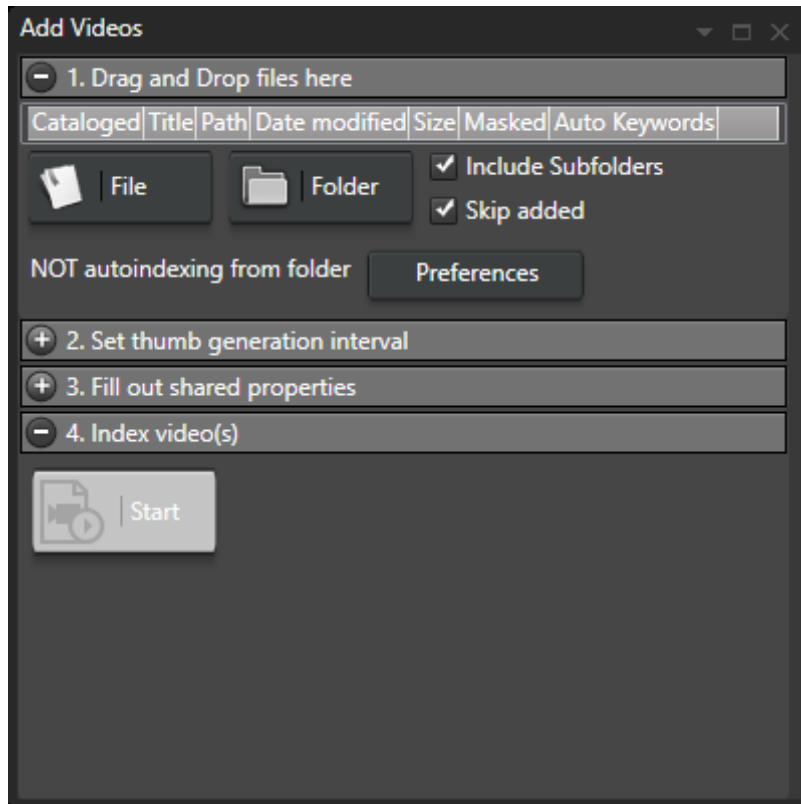 Add Videos
1. Drag and Drop files here
Cataloged Title Path Date modified Size Masked Auto Keywords
File Folder Include Subfolders
Skip added
NOT autoindexing from folder Preferences
2. Set thumb generation interval
3. Fill out shared properties
4. Index video(s)
Start